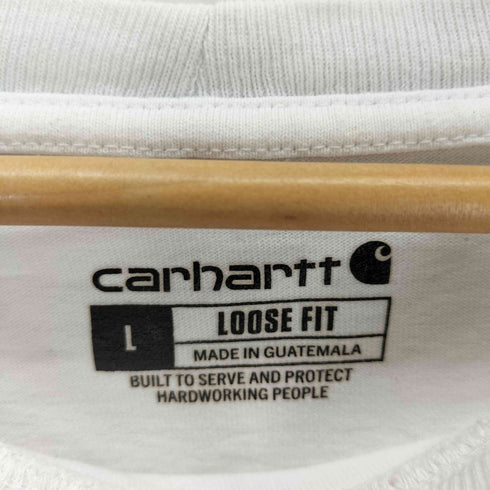 carhartt
L LOOSE FIT
MADE IN GUATEMALA
BUILT TO SERVE AND PROTECT
HARDWORKING PEOPLE